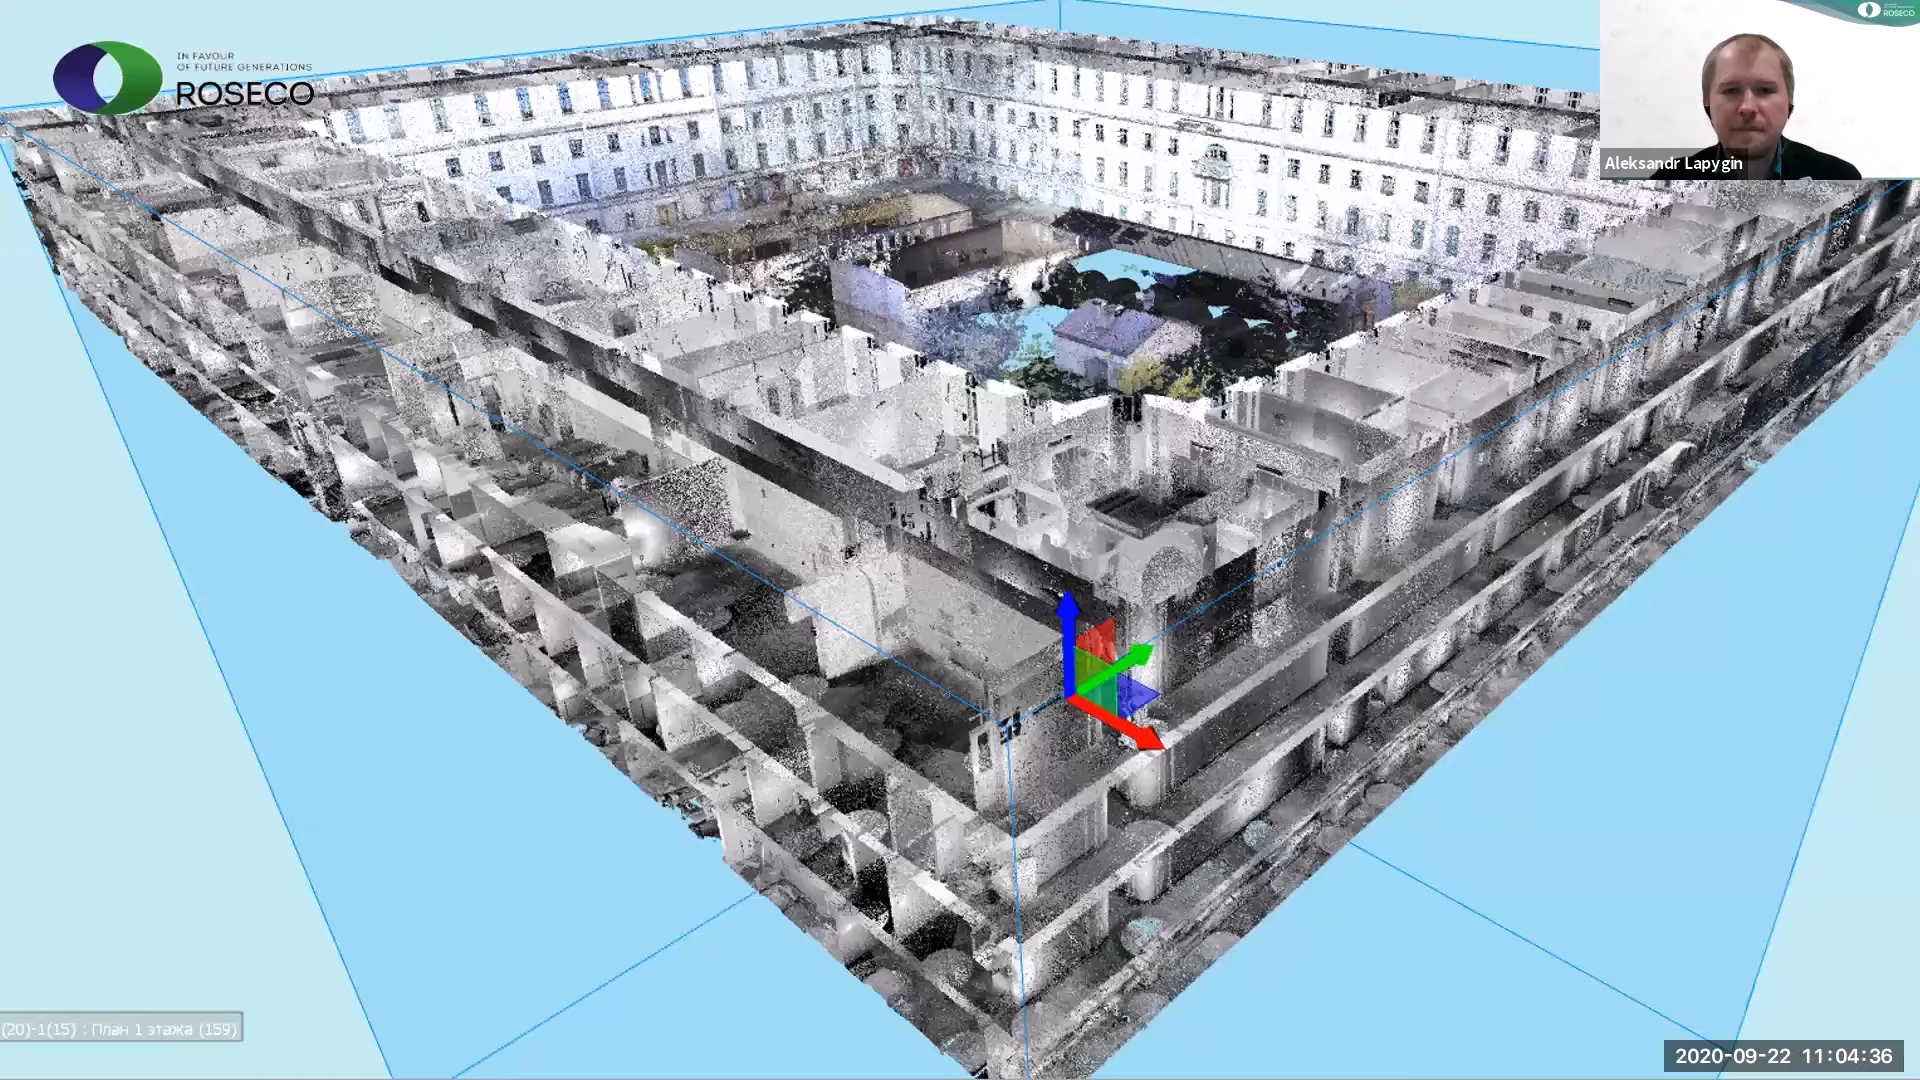 IN FAVOUR
OF FUTURE GENERATIONS
ROSECO
ROSECO
Aleksandr Lapygin
(20)-1(15) : План 1 этажа (159)
2020-09-22 11:04:36